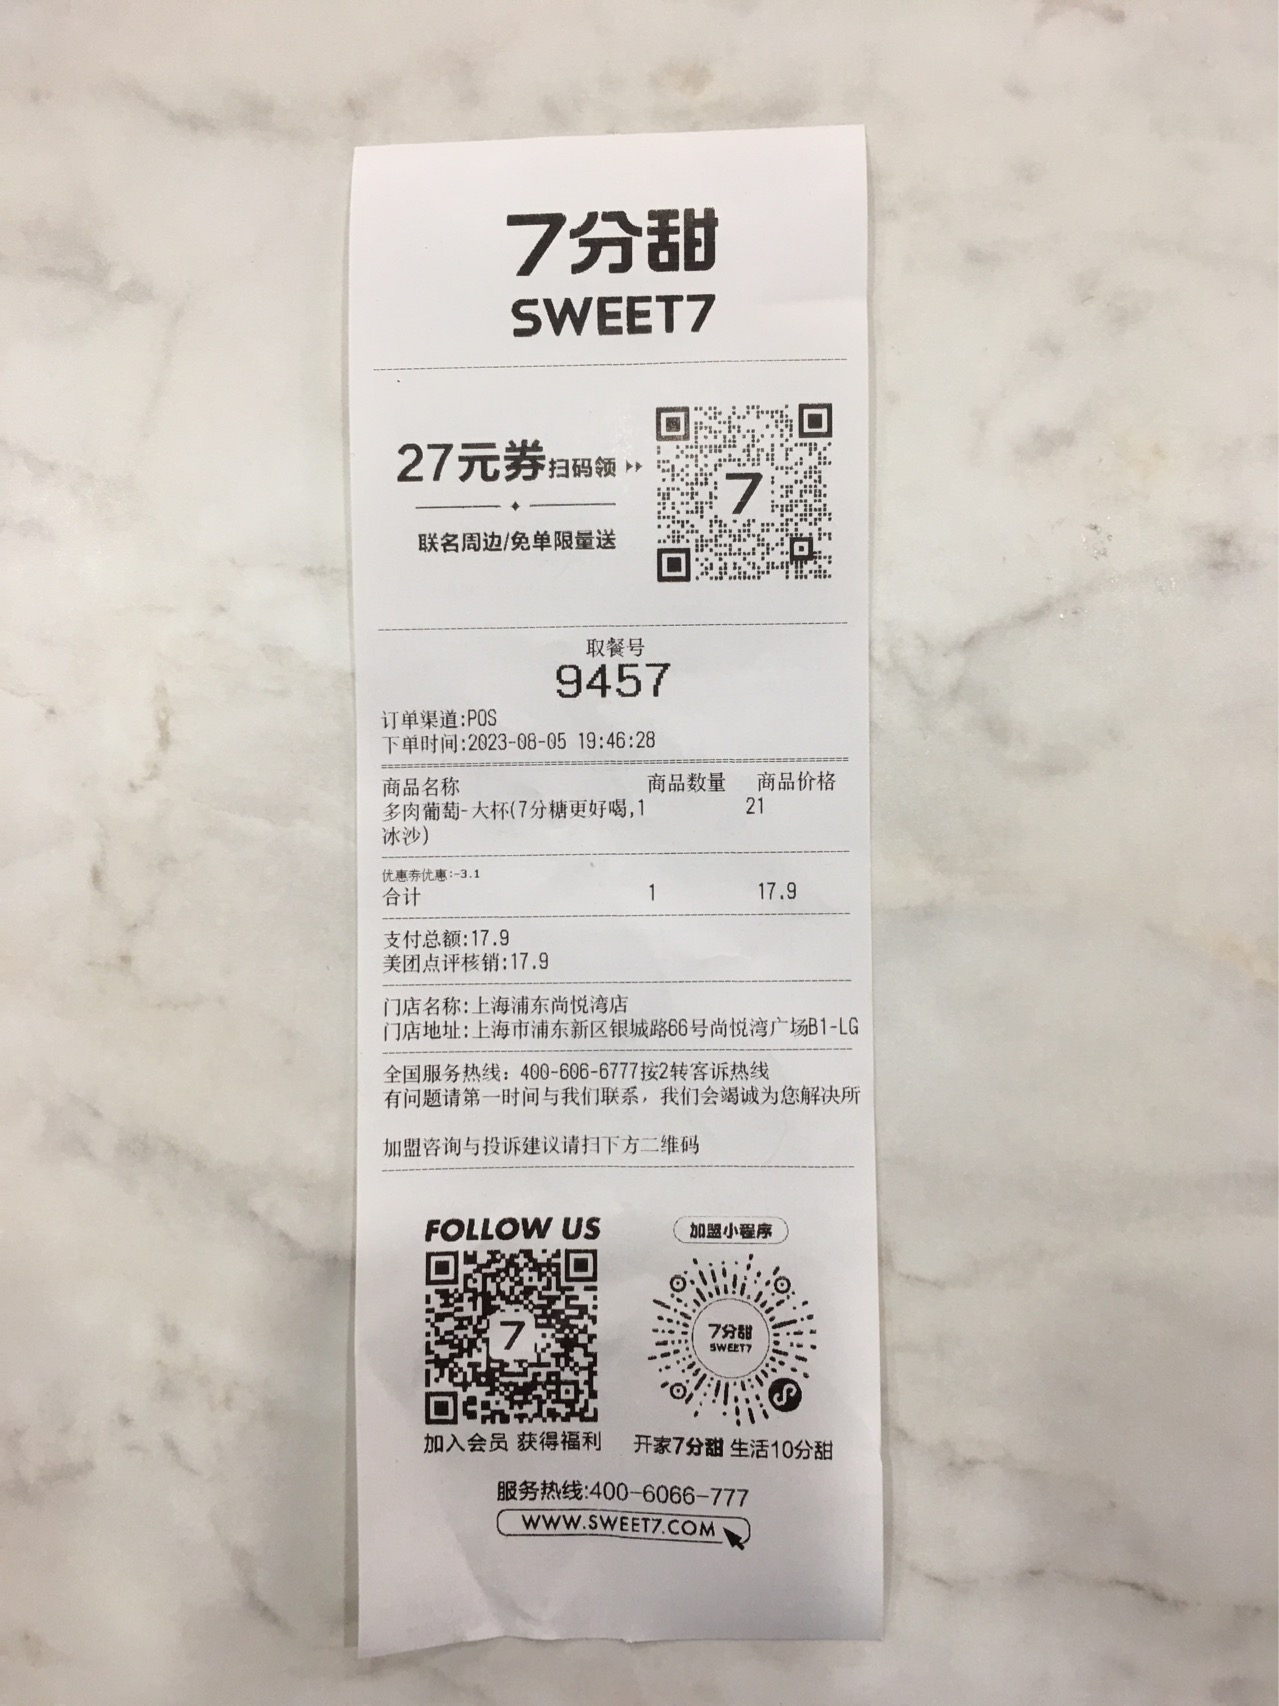 7分甜
SWEET7
27元券扫码领
联名周边/免单限量送
7
取餐号
9457
订单渠道:POS
下单时间:2023-08-05 19:46:28
商品名称 商品数量 商品价格
多肉葡萄-大杯(7分糖更好喝,1 21
冰沙)
优惠券优惠:-3.1
合计 1 17.9
支付总额:17.9
美团点评核销:17.9
门店名称:上海浦东尚悦湾店
门店地址:上海市浦东新区银城路66号尚悦湾广场B1-LG
全国服务热线：400-606-6777按2转客诉热线
有问题请第一时间与我们联系，我们会竭诚为您解决所
加盟咨询与投诉建议请扫下方二维码
FOLLOW US 加盟小程序
7 7分甜
SWEET7
加入会员 获得福利 开家7分甜 生活10分甜
服务热线:400-6066-777
WWW.SWEET7.COM